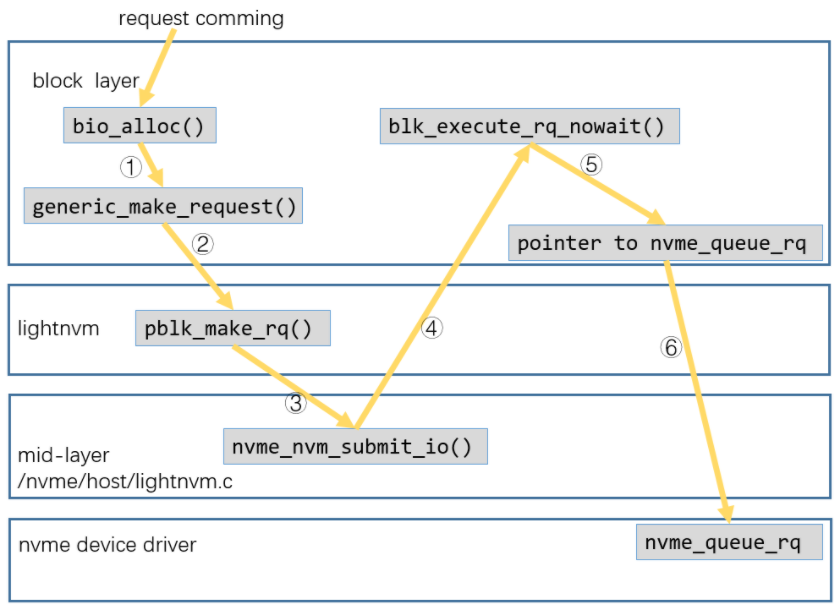 request comming
block layer
bio_alloc()
blk_execute_rq_nowait()
①
⑤
generic_make_request()
②
pointer to nvme_queue_rq
lightnvm
pblk_make_rq()
④
⑥
③
nvme_nvm_submit_io()
mid-layer
/nvme/host/lightnvm.c
nvme device driver
nvme_queue_rq